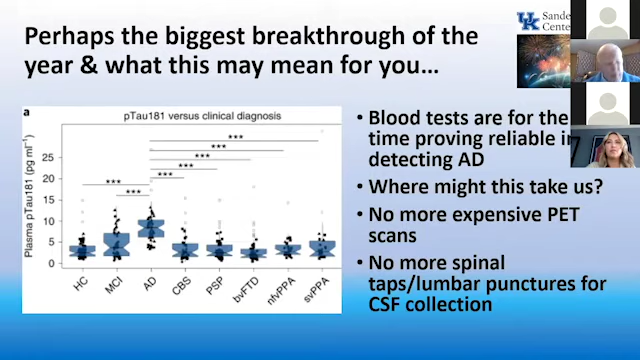 Perhaps the biggest breakthrough of the
year & what this may mean for you...
UK
a
pTau181 versus clinical diagnosis
Plasma pTau181 (pg ml⁻¹)
25
20
15
10
5
0
***
***
***
***
***
***
***
HC
MCI
AD
CBS
PSP
bvFTD
nfvPPA
svPPA
• Blood tests are for the
time proving reliable in
detecting AD
• Where might this take us?
• No more expensive PET
scans
• No more spinal
taps/lumbar punctures for
CSF collection